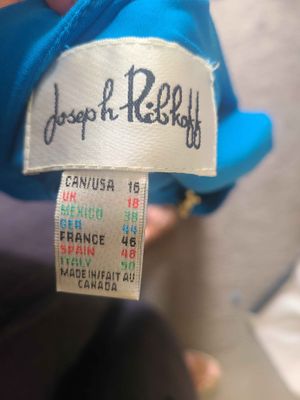 Joseph Ribkoff
CAN/USA 16
UK 18
MEXICO 38
GER 44
FRANCE 46
SPAIN 48
ITALY 50
MADE IN/FAIT AU
CANADA